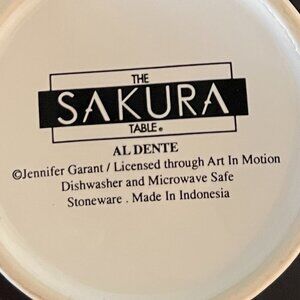 THE
SAKURA
TABLE®
AL DENTE
©Jennifer Garant / Licensed through Art In Motion
Dishwasher and Microwave Safe
Stoneware . Made In Indonesia